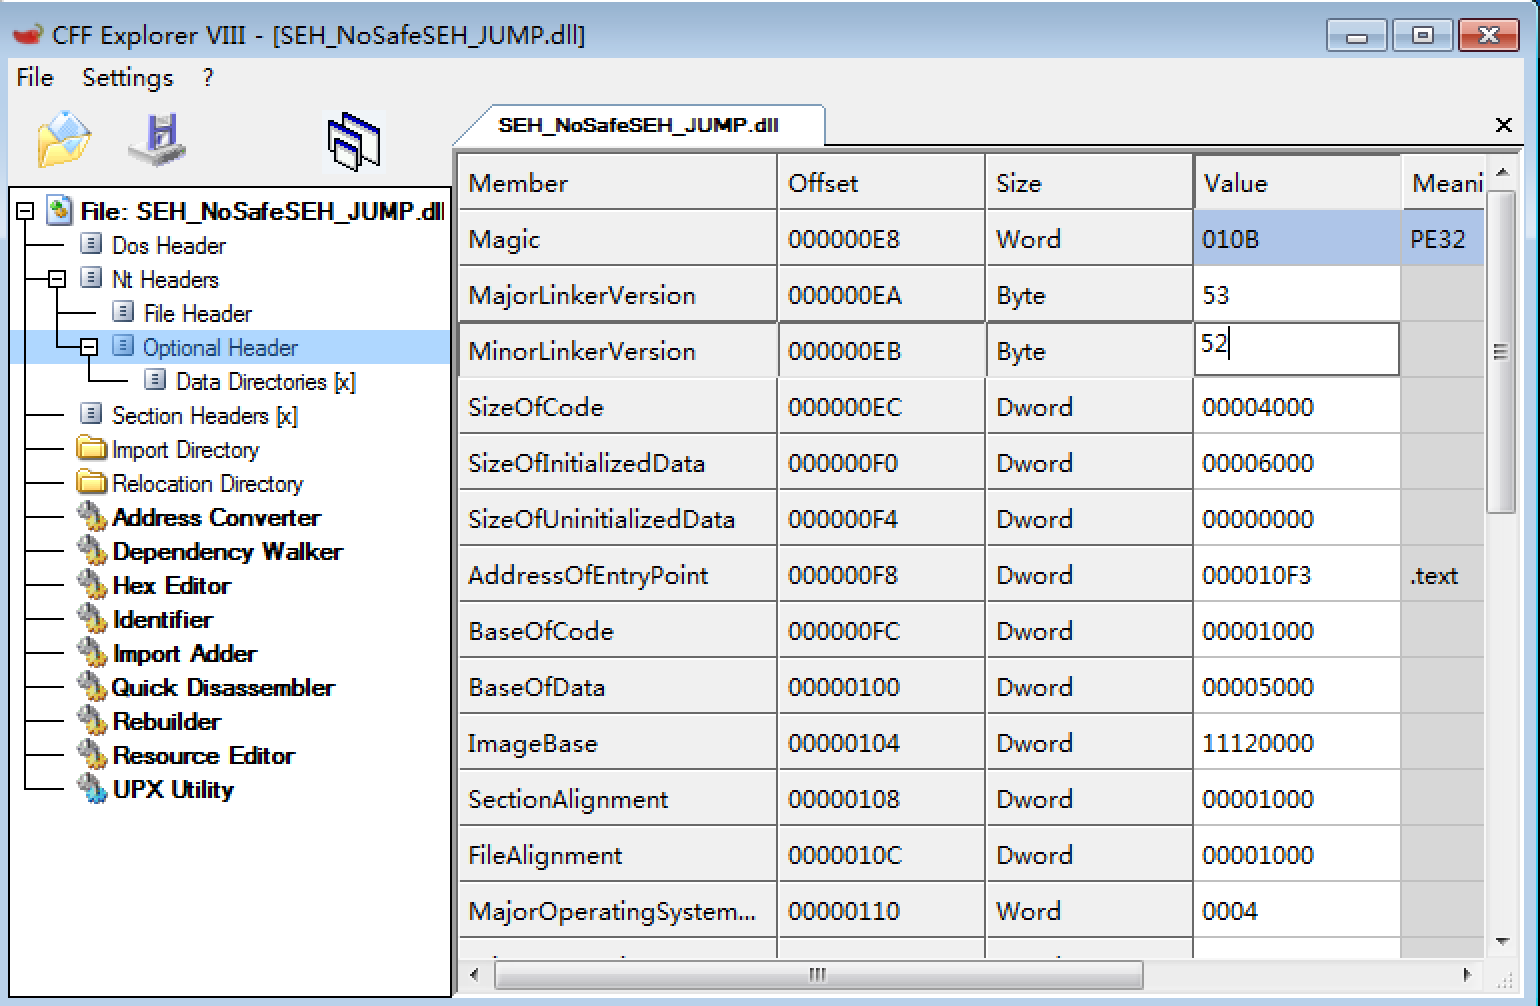 CFF Explorer VIII - [SEH_NoSafeSEH_JUMP.dll]
File Settings ?
SEH_NoSafeSEH_JUMP.dll
File: SEH_NoSafeSEH_JUMP.dll
Dos Header
Nt Headers
File Header
Optional Header
Data Directories [x]
Section Headers [x]
Import Directory
Relocation Directory
Address Converter
Dependency Walker
Hex Editor
Identifier
Import Adder
Quick Disassembler
Rebuilder
Resource Editor
UPX Utility
Member Offset Size Value Meani
Magic 000000E8 Word 010B PE32
MajorLinkerVersion 000000EA Byte 53
MinorLinkerVersion 000000EB Byte 52
SizeOfCode 000000EC Dword 00004000
SizeOfInitializedData 000000F0 Dword 00006000
SizeOfUninitializedData 000000F4 Dword 00000000
AddressOfEntryPoint 000000F8 Dword 000010F3 .text
BaseOfCode 000000FC Dword 00001000
BaseOfData 00000100 Dword 00005000
ImageBase 00000104 Dword 11120000
SectionAlignment 00000108 Dword 00001000
FileAlignment 0000010C Dword 00001000
MajorOperatingSystem... 00000110 Word 0004